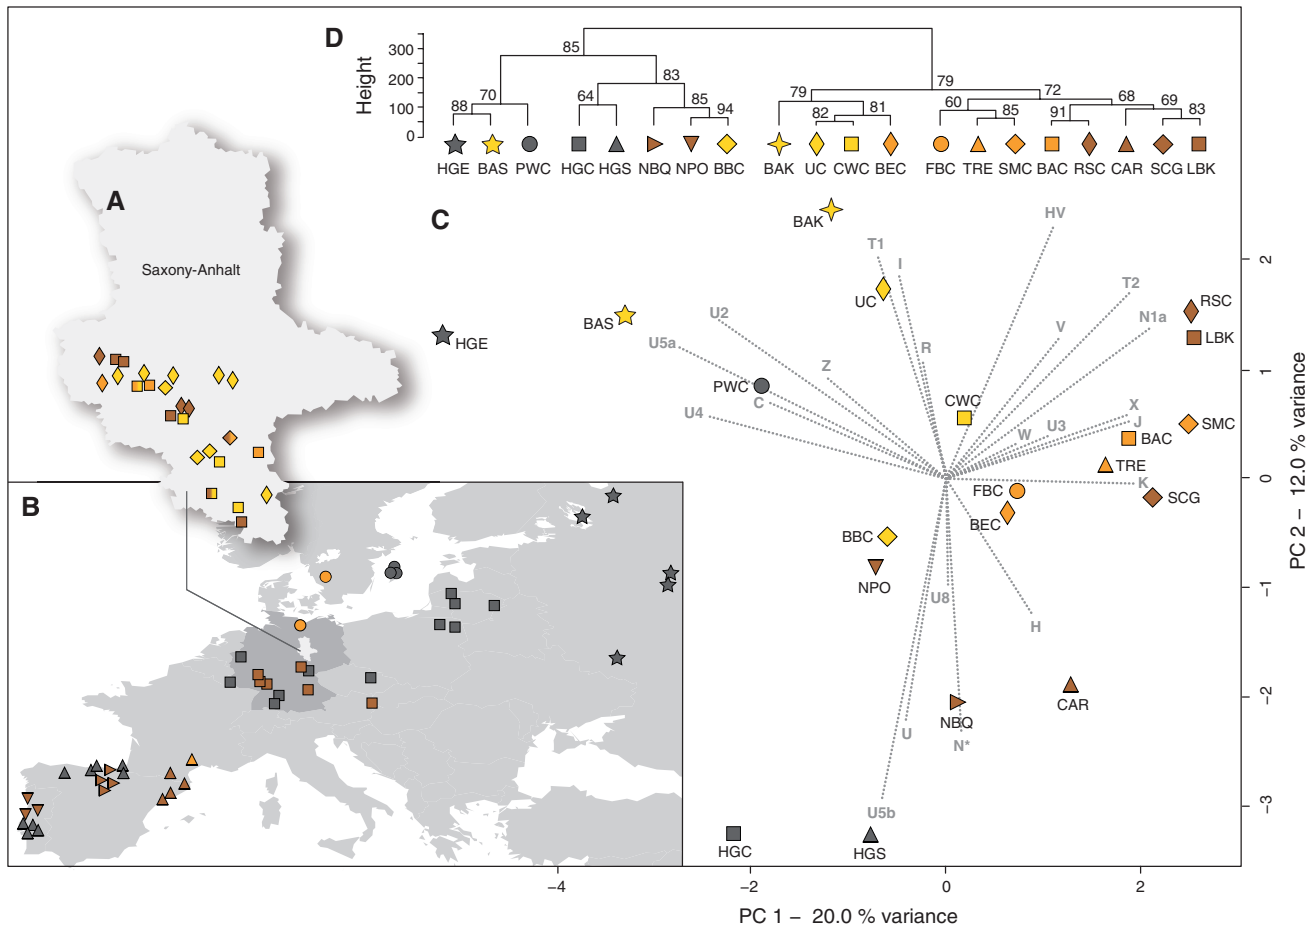 D
Height
300
200
100
0
85
83
70
88
64
85
94
79
79
82
81
72
60
85
91
68
69
83
HGE BAS PWC HGC HGS NBQ NPO BBC BAK UC CWC BEC FBC TRE SMC BAC RSC CAR SCG LBK
A
Saxony-Anhalt
C
BAK
HV
T1
I
UC
T2
RSC
BAS
U2
N1a
HGE
V
LBK
U5a
R
Z
PWC
C
CWC
X
U4
U3
J
SMC
W
BAC
TRE
K
FBC
SCG
BEC
B
BBC
NPO
U8
H
NBQ
CAR
U
N*
U5b
HGC
HGS
2
1
0
−1
−2
−3
PC 2 − 12.0 % variance
−4
−2
0
2
PC 1 − 20.0 % variance